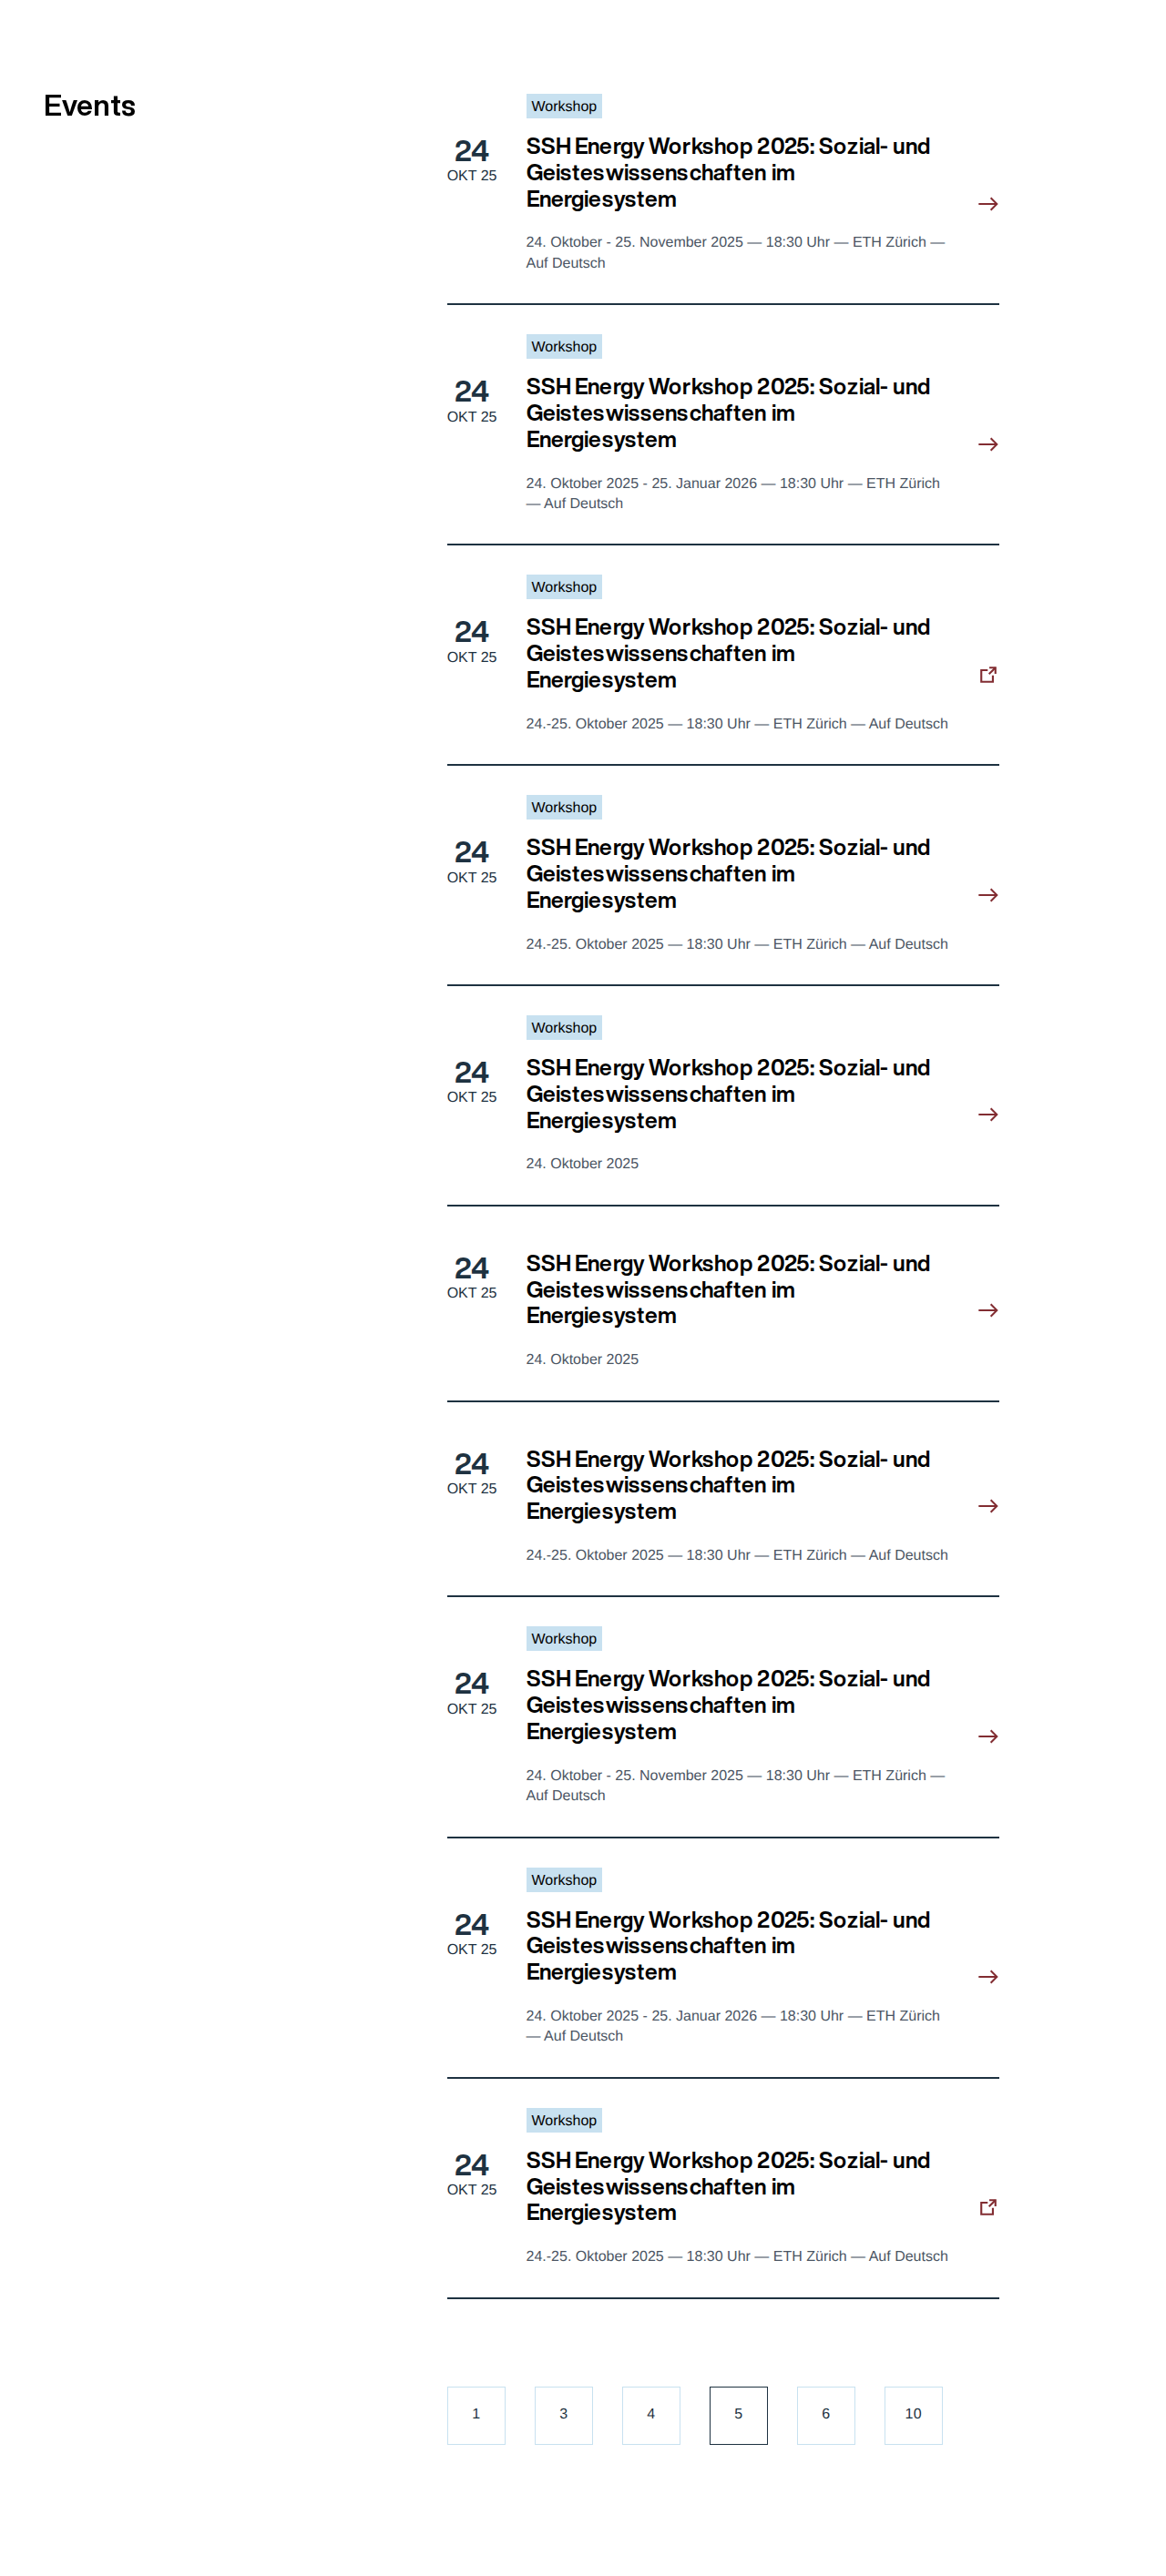 Events
Workshop
24
OKT 25
SSH Energy Workshop 2025: Sozial- und
Geisteswissenschaften im
Energiesystem
24. Oktober - 25. November 2025 — 18:30 Uhr — ETH Zürich —
Auf Deutsch
Workshop
24
OKT 25
SSH Energy Workshop 2025: Sozial- und
Geisteswissenschaften im
Energiesystem
24. Oktober 2025 - 25. Januar 2026 — 18:30 Uhr — ETH Zürich
— Auf Deutsch
Workshop
24
OKT 25
SSH Energy Workshop 2025: Sozial- und
Geisteswissenschaften im
Energiesystem
24.-25. Oktober 2025 — 18:30 Uhr — ETH Zürich — Auf Deutsch
Workshop
24
OKT 25
SSH Energy Workshop 2025: Sozial- und
Geisteswissenschaften im
Energiesystem
24.-25. Oktober 2025 — 18:30 Uhr — ETH Zürich — Auf Deutsch
Workshop
24
OKT 25
SSH Energy Workshop 2025: Sozial- und
Geisteswissenschaften im
Energiesystem
24. Oktober 2025
24
OKT 25
SSH Energy Workshop 2025: Sozial- und
Geisteswissenschaften im
Energiesystem
24. Oktober 2025
24
OKT 25
SSH Energy Workshop 2025: Sozial- und
Geisteswissenschaften im
Energiesystem
24.-25. Oktober 2025 — 18:30 Uhr — ETH Zürich — Auf Deutsch
Workshop
24
OKT 25
SSH Energy Workshop 2025: Sozial- und
Geisteswissenschaften im
Energiesystem
24. Oktober - 25. November 2025 — 18:30 Uhr — ETH Zürich —
Auf Deutsch
Workshop
24
OKT 25
SSH Energy Workshop 2025: Sozial- und
Geisteswissenschaften im
Energiesystem
24. Oktober 2025 - 25. Januar 2026 — 18:30 Uhr — ETH Zürich
— Auf Deutsch
Workshop
24
OKT 25
SSH Energy Workshop 2025: Sozial- und
Geisteswissenschaften im
Energiesystem
24.-25. Oktober 2025 — 18:30 Uhr — ETH Zürich — Auf Deutsch
1 3 4 5 6 10